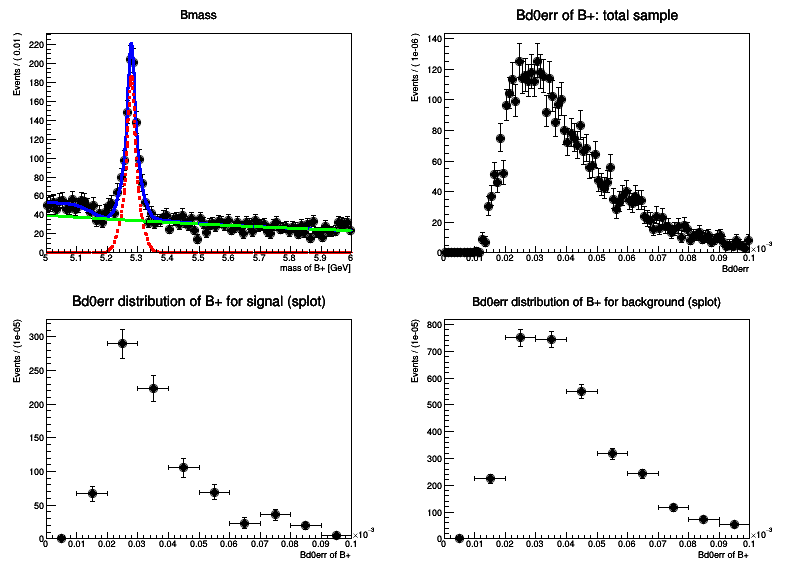 Bmass
Events / ( 0.01 )
220
200
180
160
140
120
100
80
60
40
20
0
5 5.1 5.2 5.3 5.4 5.5 5.6 5.7 5.8 5.9 6
mass of B+ [GeV]
Bd0err of B+: total sample
Events / ( 1e-06 )
140
120
100
80
60
40
20
0
0 0.01 0.02 0.03 0.04 0.05 0.06 0.07 0.08 0.09 0.1
×10⁻³
Bd0err
Bd0err distribution of B+ for signal (splot)
Events / (1e-05)
300
250
200
150
100
50
0
0 0.01 0.02 0.03 0.04 0.05 0.06 0.07 0.08 0.09 0.1
×10⁻³
Bd0err of B+
Bd0err distribution of B+ for background (splot)
Events / (1e-05)
800
700
600
500
400
300
200
100
0
0 0.01 0.02 0.03 0.04 0.05 0.06 0.07 0.08 0.09 0.1
×10⁻³
Bd0err of B+